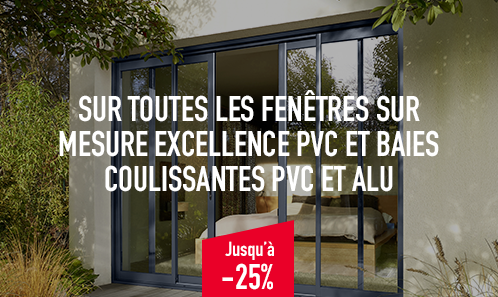 SUR TOUTES LES FENÊTRES SUR
MESURE EXCELLENCE PVC ET BAIES
COULISSANTES PVC ET ALU
Jusqu'à
-25%